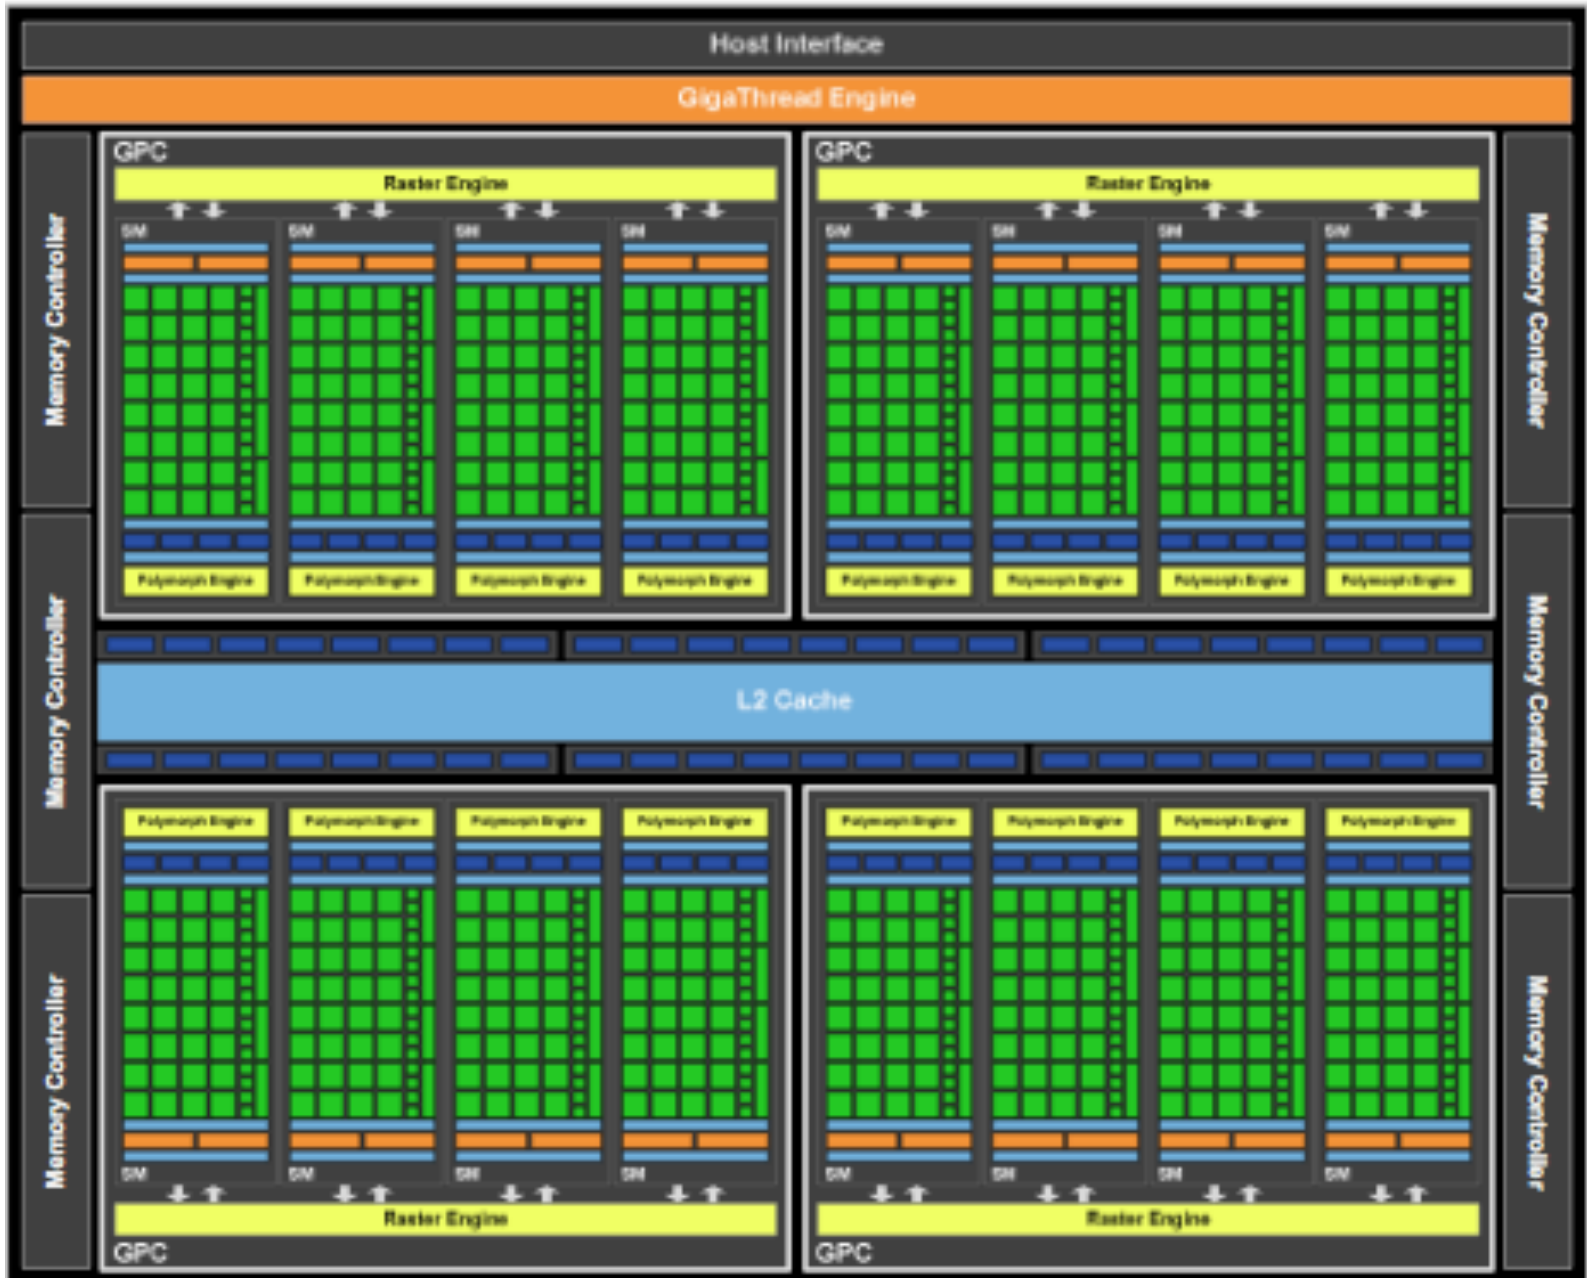 Host Interface
GigaThread Engine
GPC
GPC
Raster Engine
Raster Engine
SM
SM
SM
SM
SM
SM
SM
SM
Memory Controller
Memory Controller
Polymorph Engine
Polymorph Engine
Polymorph Engine
Polymorph Engine
Polymorph Engine
Polymorph Engine
Polymorph Engine
Polymorph Engine
Memory Controller
L2 Cache
Memory Controller
Polymorph Engine
Polymorph Engine
Polymorph Engine
Polymorph Engine
Polymorph Engine
Polymorph Engine
Polymorph Engine
Polymorph Engine
Memory Controller
Memory Controller
SM
SM
SM
SM
SM
SM
SM
SM
Raster Engine
Raster Engine
GPC
GPC